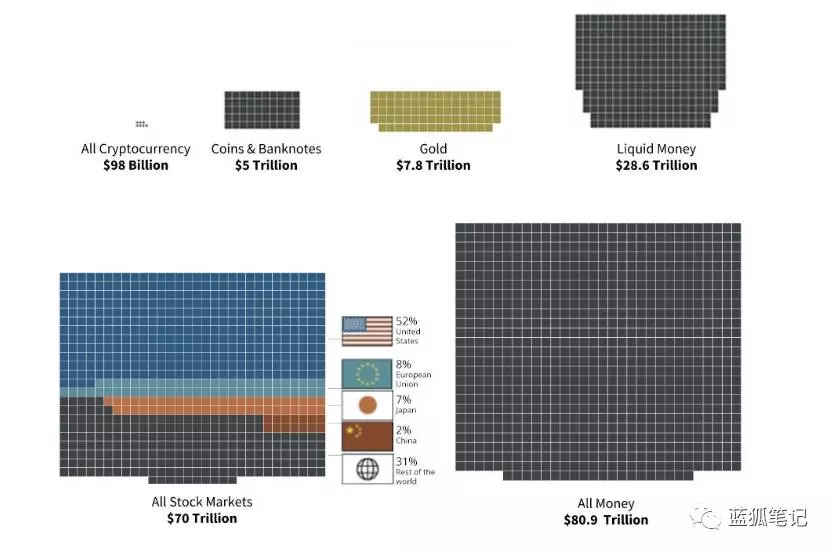 All Cryptocurrency
$98 Billion
Coins & Banknotes
$5 Trillion
Gold
$7.8 Trillion
Liquid Money
$28.6 Trillion
52%
United
States
8%
European
Union
7%
Japan
2%
China
31%
Rest of the
world
All Stock Markets
$70 Trillion
All Money
$80.9 Trillion
蓝狐笔记